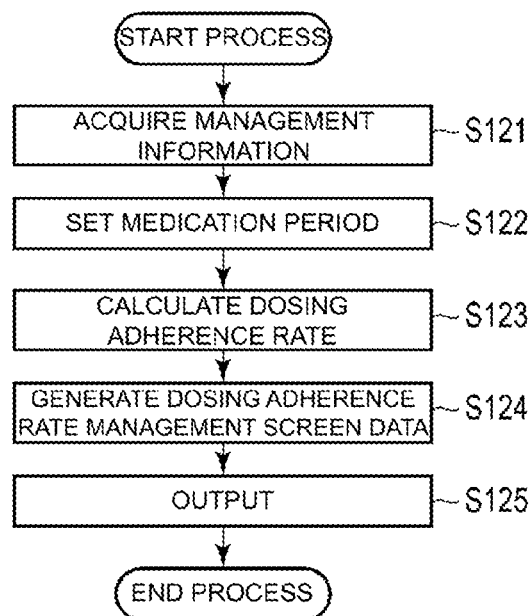 START PROCESS
ACQUIRE MANAGEMENT
INFORMATION
S121
SET MEDICATION PERIOD
S122
CALCULATE DOSING
ADHERENCE RATE
S123
GENERATE DOSING ADHERENCE
RATE MANAGEMENT SCREEN DATA
S124
OUTPUT
S125
END PROCESS